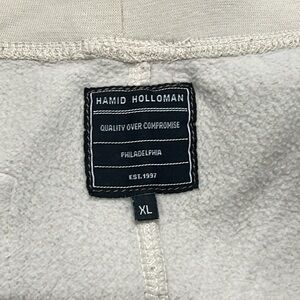 HAMID HOLLOMAN
QUALITY OVER COMPROMISE
PHILADELPHIA
EST. 1997
XL